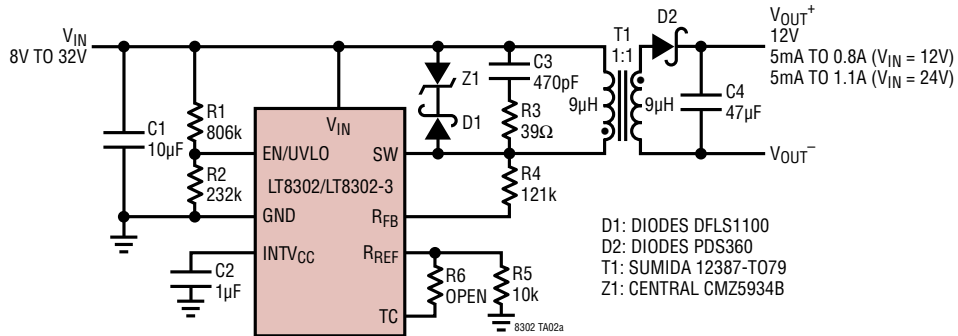 VIN
8V TO 32V
C1
10µF
R1
806k
R2
232k
VIN
EN/UVLO
SW
LT8302/LT8302-3
GND
RFB
INTVCC
RREF
TC
C2
1µF
Z1
D1
C3
470pF
R3
39Ω
R4
121k
R6
OPEN
R5
10k
T1
1:1
9µH
9µH
D2
C4
47µF
VOUT+
12V
5mA TO 0.8A (VIN = 12V)
5mA TO 1.1A (VIN = 24V)
VOUT–
D1: DIODES DFLS1100
D2: DIODES PDS360
T1: SUMIDA 12387-TO79
Z1: CENTRAL CMZ5934B
8302 TA02a